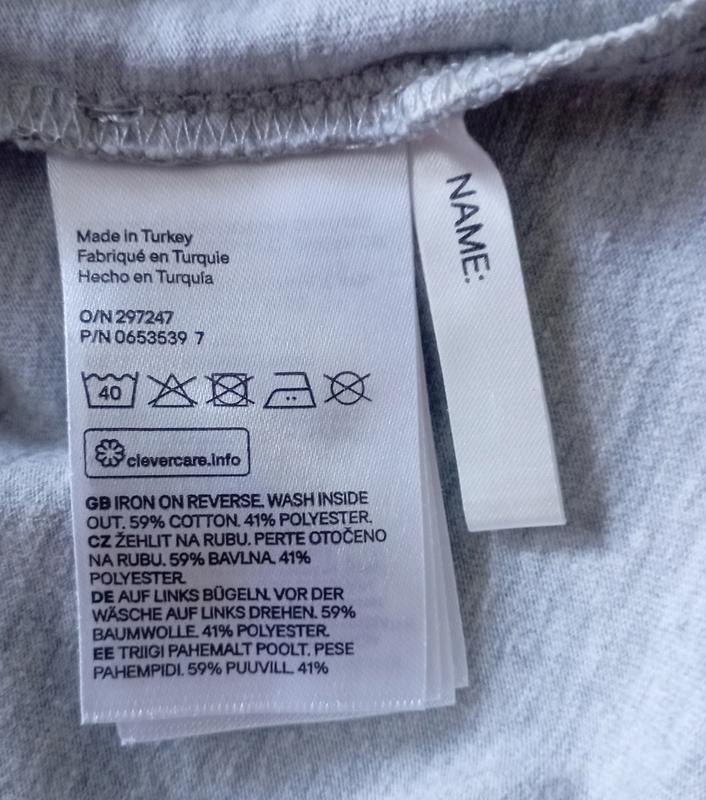 Made in Turkey
Fabriqué en Turquie
Hecho en Turquía
O/N 297247
P/N 0653539 7
40
clevercare.info
GB IRON ON REVERSE. WASH INSIDE
OUT. 59% COTTON. 41% POLYESTER.
CZ ŽEHLIT NA RUBU. PERTE OTOČENO
NA RUBU. 59% BAVLNA. 41%
POLYESTER.
DE AUF LINKS BÜGELN. VOR DER
WÄSCHE AUF LINKS DREHEN. 59%
BAUMWOLLE. 41% POLYESTER.
EE TRIIGI PAHEMALT POOLT. PESE
PAHEMPIDI. 59% PUUVILL. 41%
NAME: